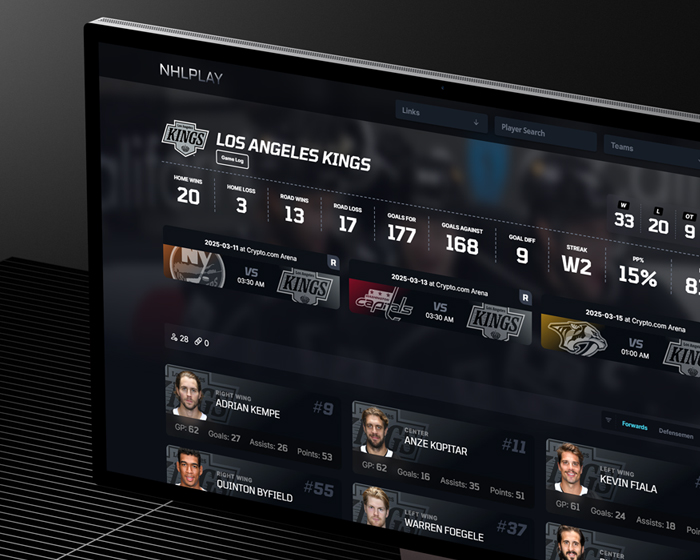 NHLPLAY
Links
Player Search
Teams
KINGS
LOS ANGELES KINGS
Game Log
HOME WINS
20
HOME LOSS
3
ROAD WINS
13
ROAD LOSS
17
GOALS FOR
177
GOALS AGAINST
168
GOAL DIFF
9
STREAK
W2
PP%
15%
W
33
L
20
OT
9
2025-03-11 at Crypto.com Arena
R
NY
VS
03:30 AM
KINGS
2025-03-13 at Crypto.com Arena
R
capitals
VS
03:30 AM
KINGS
2025-03-15 at Crypto.com Arena
VS
01:00 AM
KINGS
28
0
Forwards
Defensemen
RIGHT WING
ADRIAN KEMPE
#9
GP: 62 Goals: 27 Assists: 26 Points: 53
CENTER
ANZE KOPITAR
#11
GP: 62 Goals: 16 Assists: 35 Points: 51
LEFT WING
KEVIN FIALA
GP: 61 Goals: 24 Assists: 18
RIGHT WING
QUINTON BYFIELD
#55
LEFT WING
WARREN FOEGELE
#37